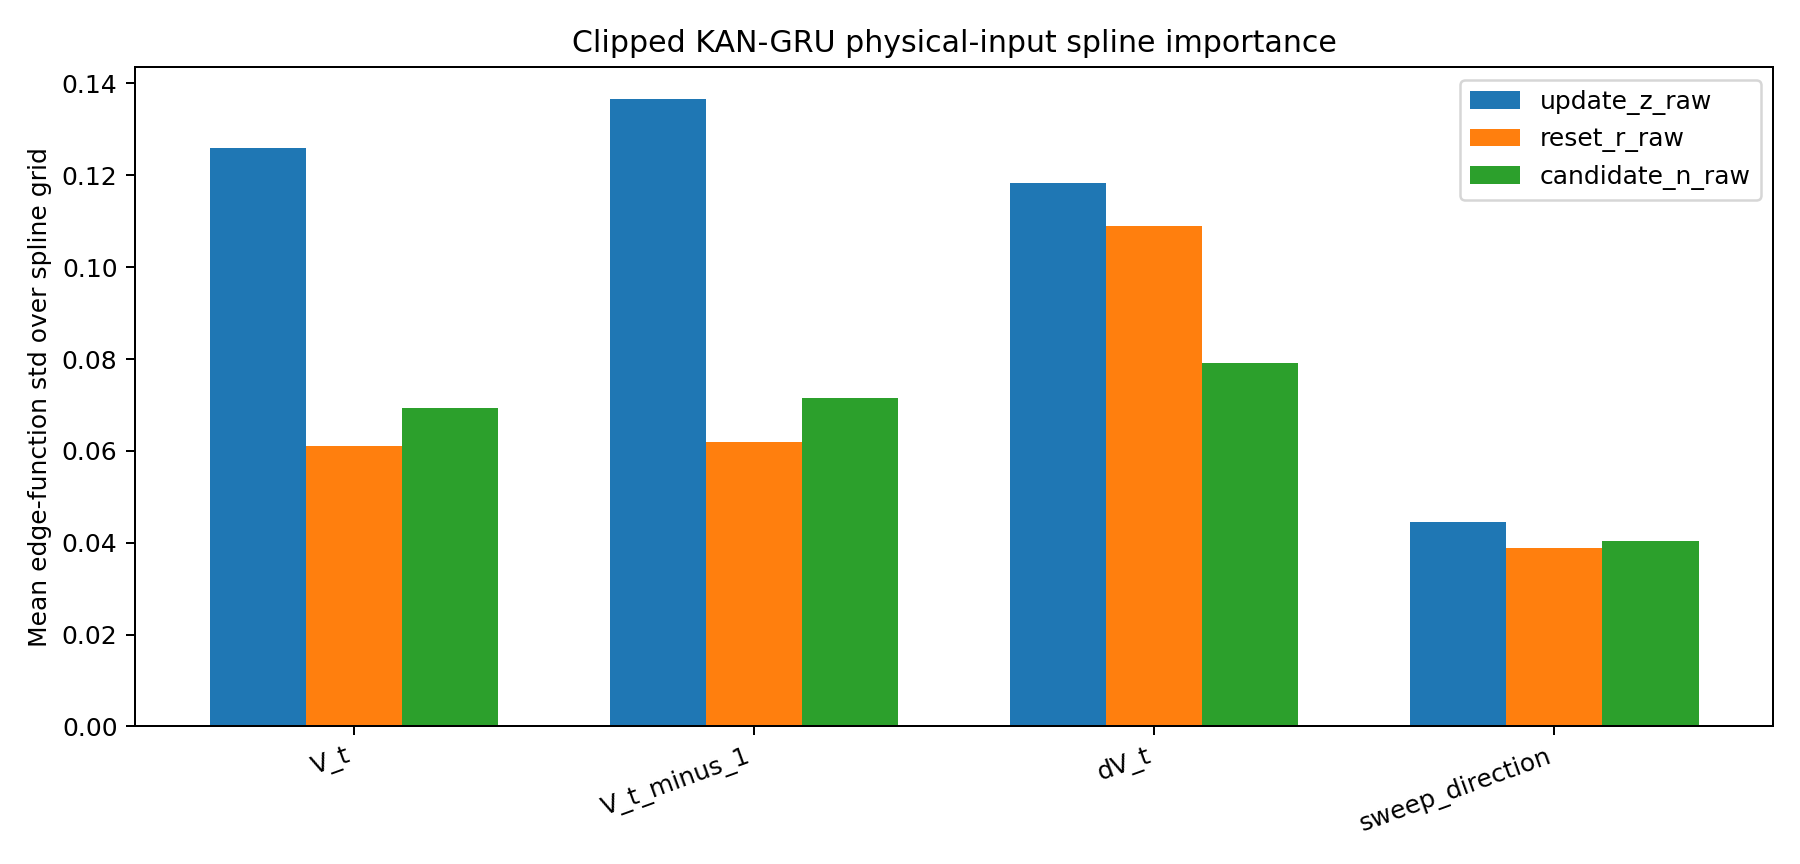 Clipped KAN-GRU physical-input spline importance
Mean edge-function std over spline grid
0.14
0.12
0.10
0.08
0.06
0.04
0.02
0.00
update_z_raw
reset_r_raw
candidate_n_raw
V_t
V_t_minus_1
dV_t
sweep_direction